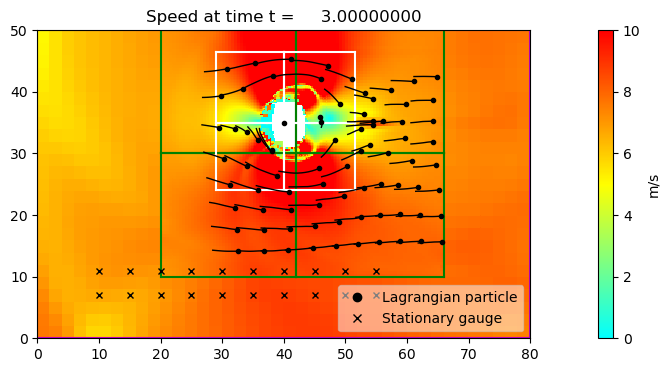 Speed at time t =      3.00000000
50
40
30
20
10
0
0 10 20 30 40 50 60 70 80
Lagrangian particle
Stationary gauge
10
8
6
4
2
0
m/s